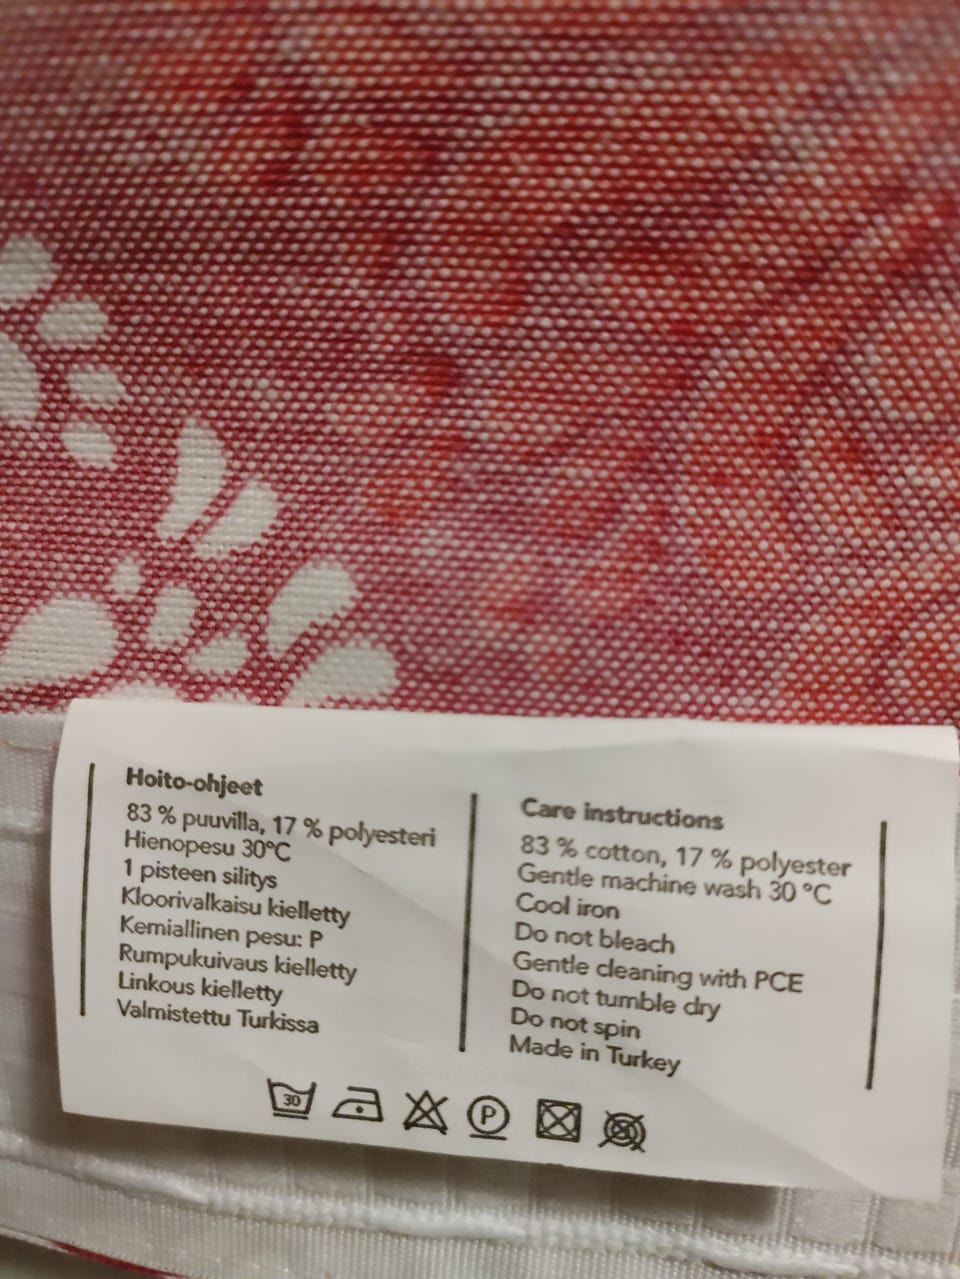 Hoito-ohjeet
83 % puuvilla, 17 % polyesteri
Hienopesu 30°C
1 pisteen silitys
Kloorivalkaisu kielletty
Kemiallinen pesu: P
Rumpukuivaus kielletty
Linkous kielletty
Valmistettu Turkissa
Care instructions
83 % cotton, 17 % polyester
Gentle machine wash 30 °C
Cool iron
Do not bleach
Gentle cleaning with PCE
Do not tumble dry
Do not spin
Made in Turkey
30 P